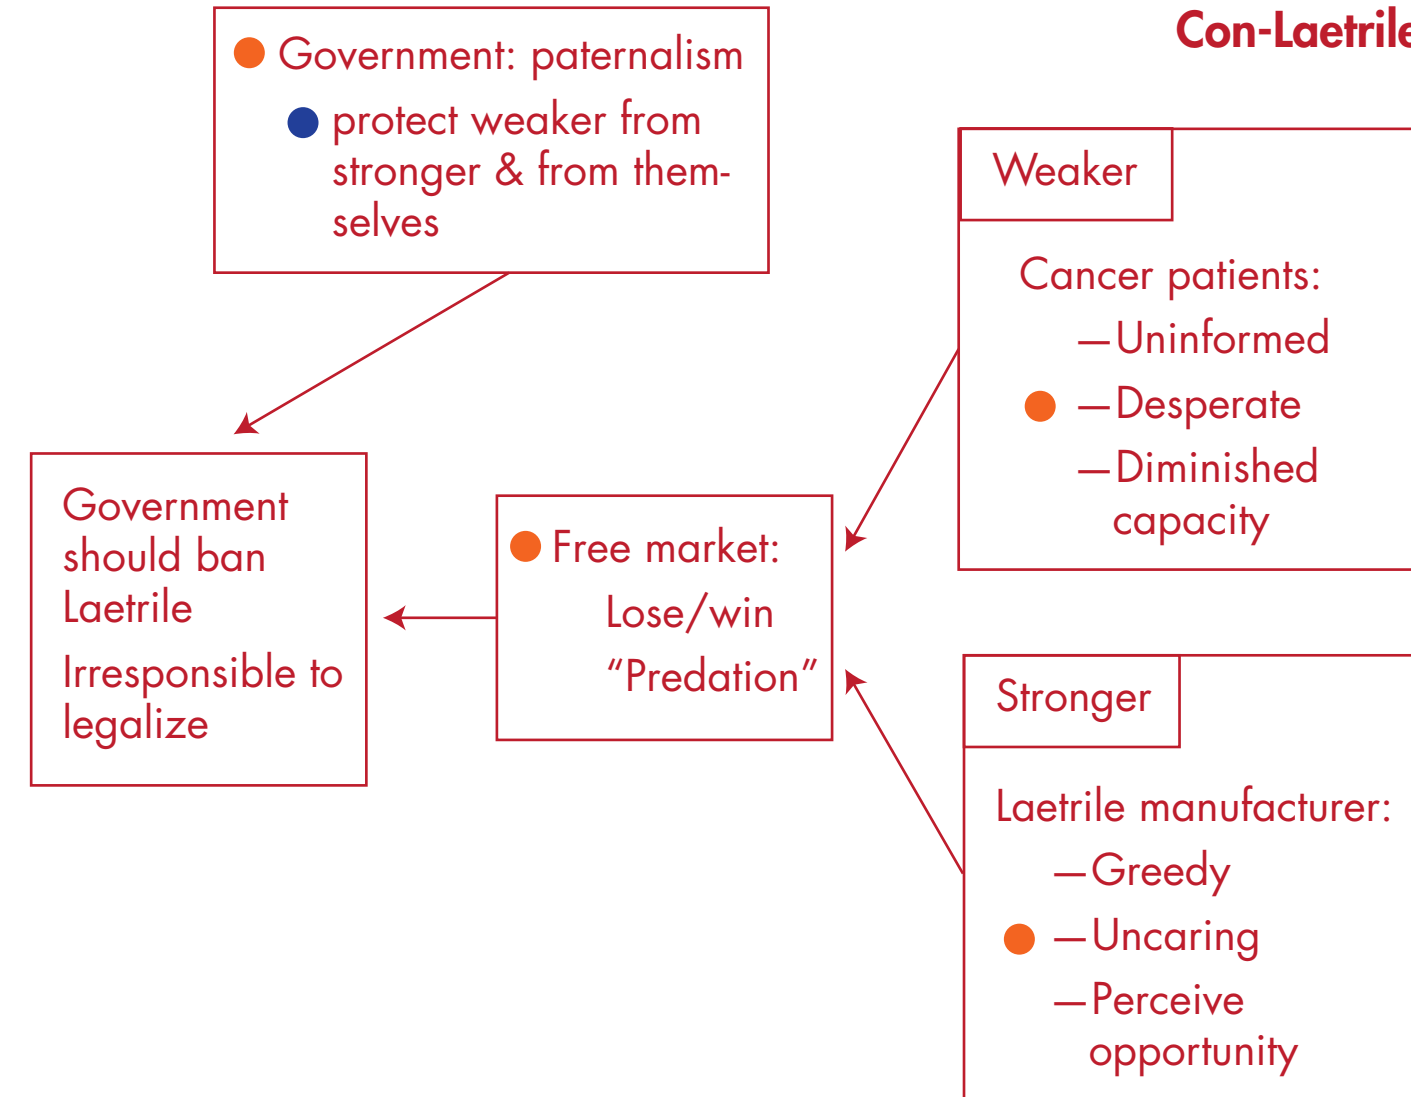 Con-Laetrile
Government: paternalism
protect weaker from
stronger & from them-
selves
Weaker
Cancer patients:
—Uninformed
—Desperate
—Diminished
capacity
Government
should ban
Laetrile
Irresponsible to
legalize
Free market:
Lose/win
“Predation”
Stronger
Laetrile manufacturer:
—Greedy
—Uncaring
—Perceive
opportunity